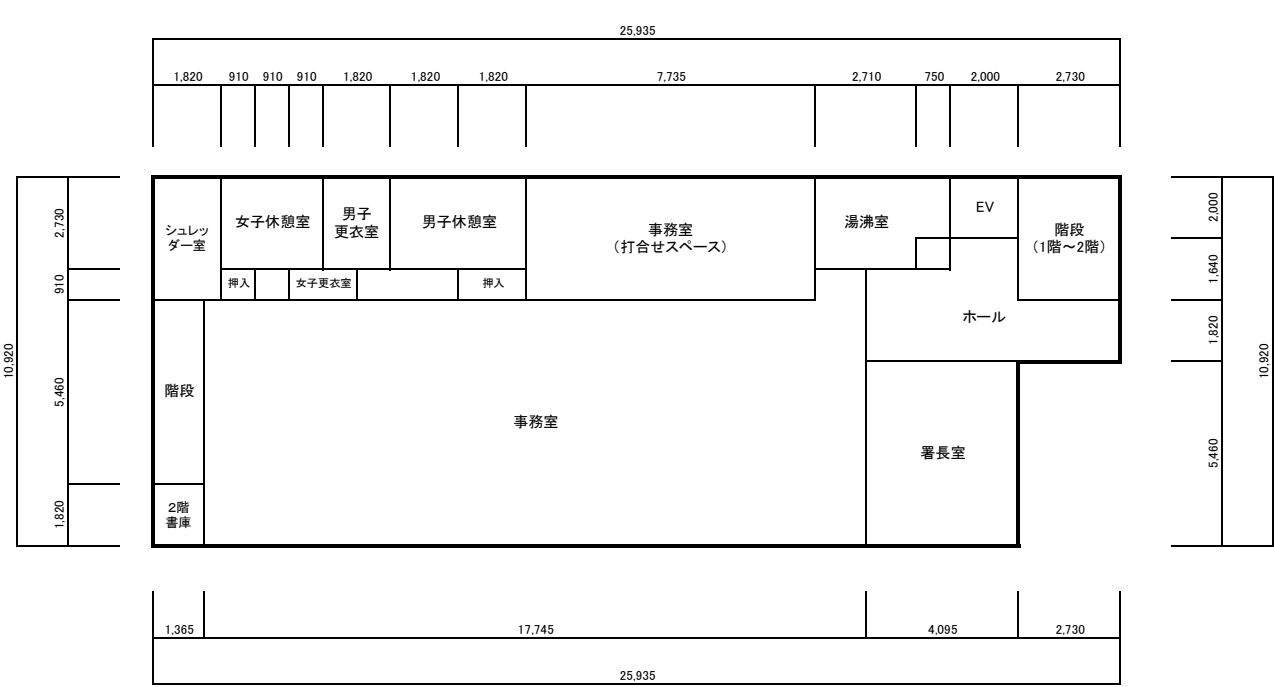 25,935
1,820 910 910 910 1,820 1,820 1,820 7,735 2,710 750 2,000 2,730
10,920
2,730
910
5,460
1,820
シュレッ
ダー室
女子休憩室
男子
更衣室
男子休憩室
事務室
（打合せスペース）
湯沸室
EV
階段
（1階～2階）
押入
女子更衣室
押入
ホール
階段
事務室
署長室
２階
書庫
2,000
1,640
1,820
5,460
10,920
1,365 17,745 4,095 2,730
25,935